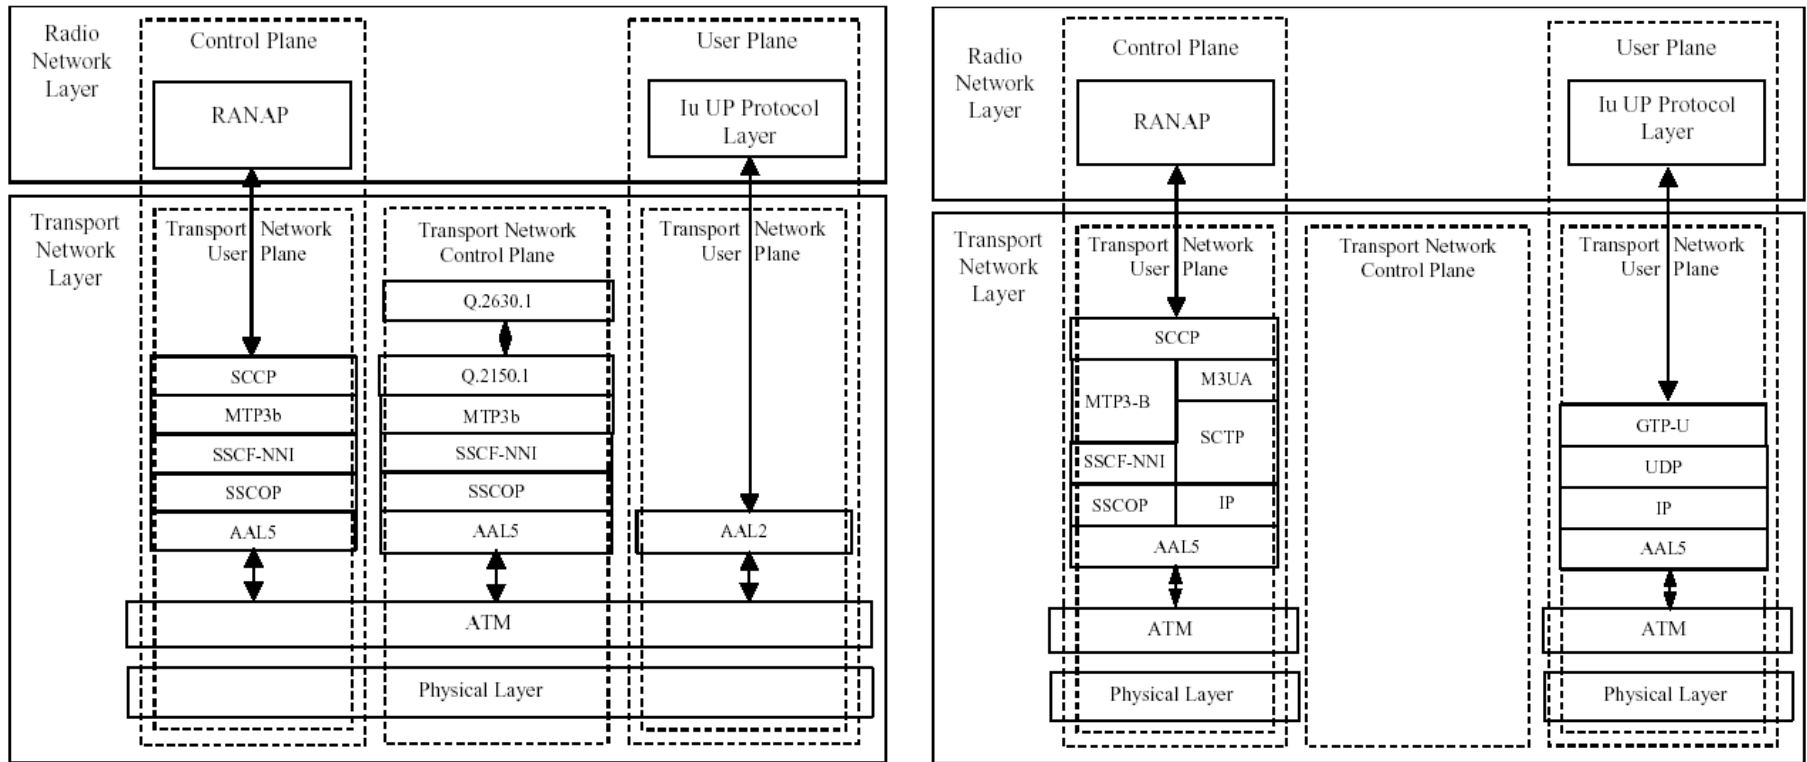 Radio
Network
Layer
Control Plane
RANAP
User Plane
Iu UP Protocol
Layer
Transport
Network
Layer
Transport Network
User Plane
SCCP
MTP3b
SSCF-NNI
SSCOP
AAL5
Transport Network
Control Plane
Q.2630.1
Q.2150.1
MTP3b
SSCF-NNI
SSCOP
AAL5
Transport Network
User Plane
AAL2
ATM
Physical Layer
Radio
Network
Layer
Control Plane
RANAP
User Plane
Iu UP Protocol
Layer
Transport
Network
Layer
Transport Network
User Plane
SCCP
MTP3-B
M3UA
SCTP
SSCF-NNI
SSCOP
IP
AAL5
ATM
Physical Layer
Transport Network
Control Plane
Transport Network
User Plane
GTP-U
UDP
IP
AAL5
ATM
Physical Layer